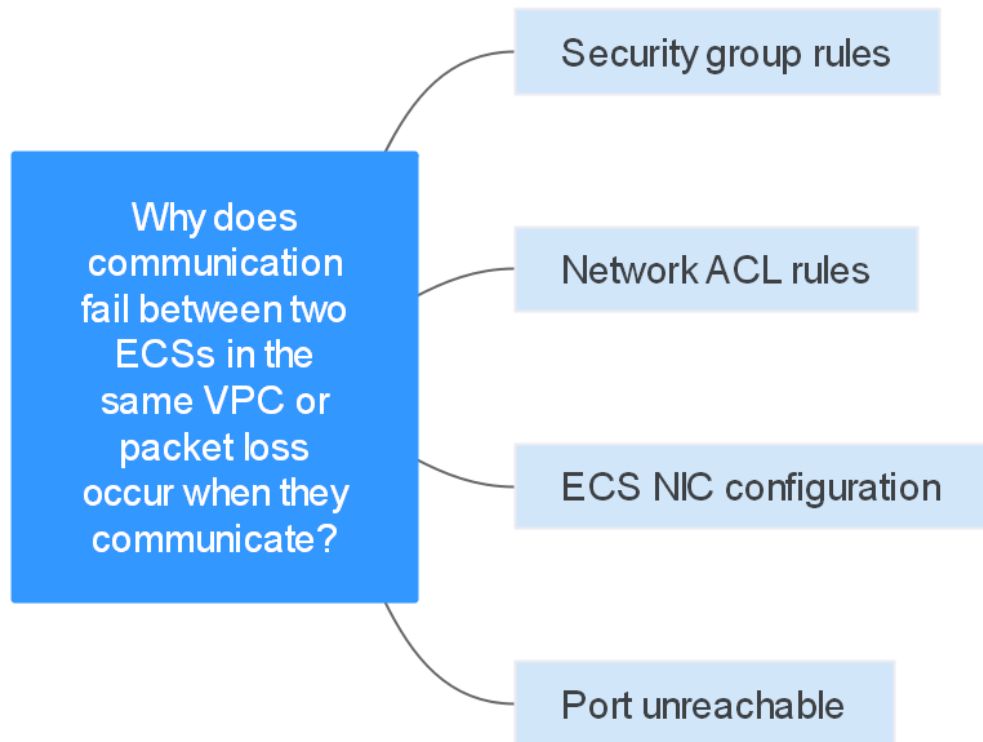 Why does
communication
fail between two
ECSs in the
same VPC or
packet loss
occur when they
communicate?
Security group rules
Network ACL rules
ECS NIC configuration
Port unreachable